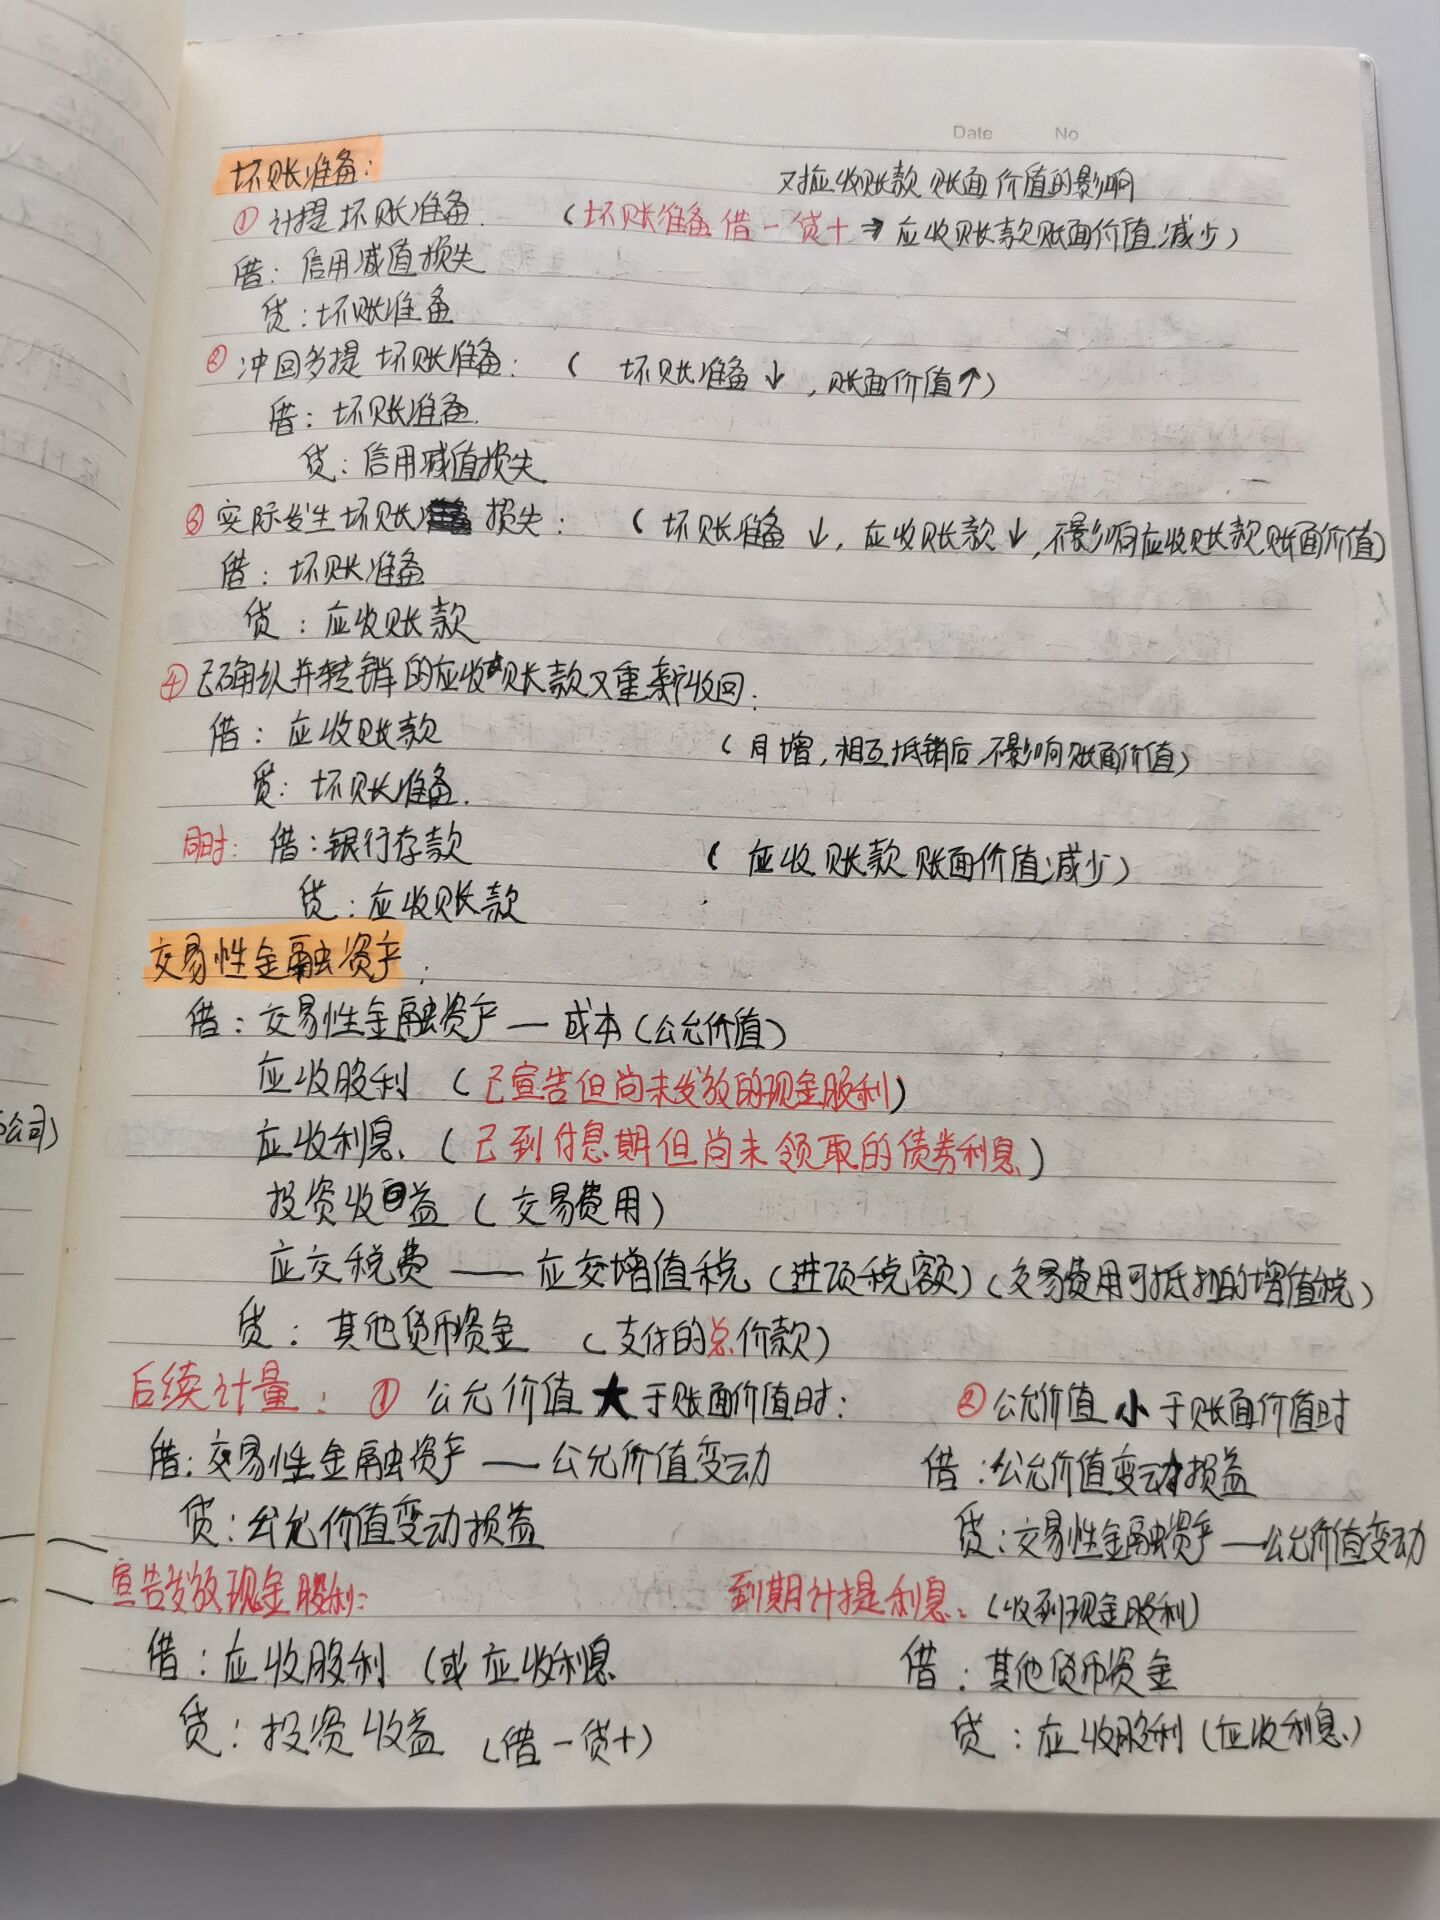 Date No
坏账准备: 对应收账款账面价值的影响
①计提坏账准备. (坏账准备借-贷+⇒应收账款账面价值减少)
借:信用减值损失
贷:坏账准备
②冲回多提坏账准备: (坏账准备↓,账面价值↑)
借:坏账准备.
贷:信用减值损失
③实际发生坏账损失: (坏账准备↓,应收账款↓,不影响应收账款账面价值)
借:坏账准备
贷:应收账款
④已确认并转销的应收账款又重新收回.
借:应收账款 (增,相互抵销后,不影响账面价值)
贷:坏账准备.
同时:借:银行存款 (应收账款账面价值减少)
贷:应收账款
交易性金融资产.
借:交易性金融资产—成本(公允价值)
应收股利(已宣告但尚未发放的现金股利)
应收利息(已到付息期但尚未领取的债券利息)
投资收益(交易费用)
应交税费——应交增值税(进项税额)(交易费用可抵扣的增值税)
贷:其他货币资金(支付的总价款)
后续计量:①公允价值大于账面价值时: ②公允价值小于账面价值时
借:交易性金融资产—公允价值变动 借:公允价值变动损益
贷:公允价值变动损益 贷:交易性金融资产—公允价值变动
宣告发放现金股利: 到期计提利息:(收到现金股利)
借:应收股利(或应收利息 借:其他货币资金
贷:投资收益(借-贷+) 贷:应收股利(应收利息)
公司)